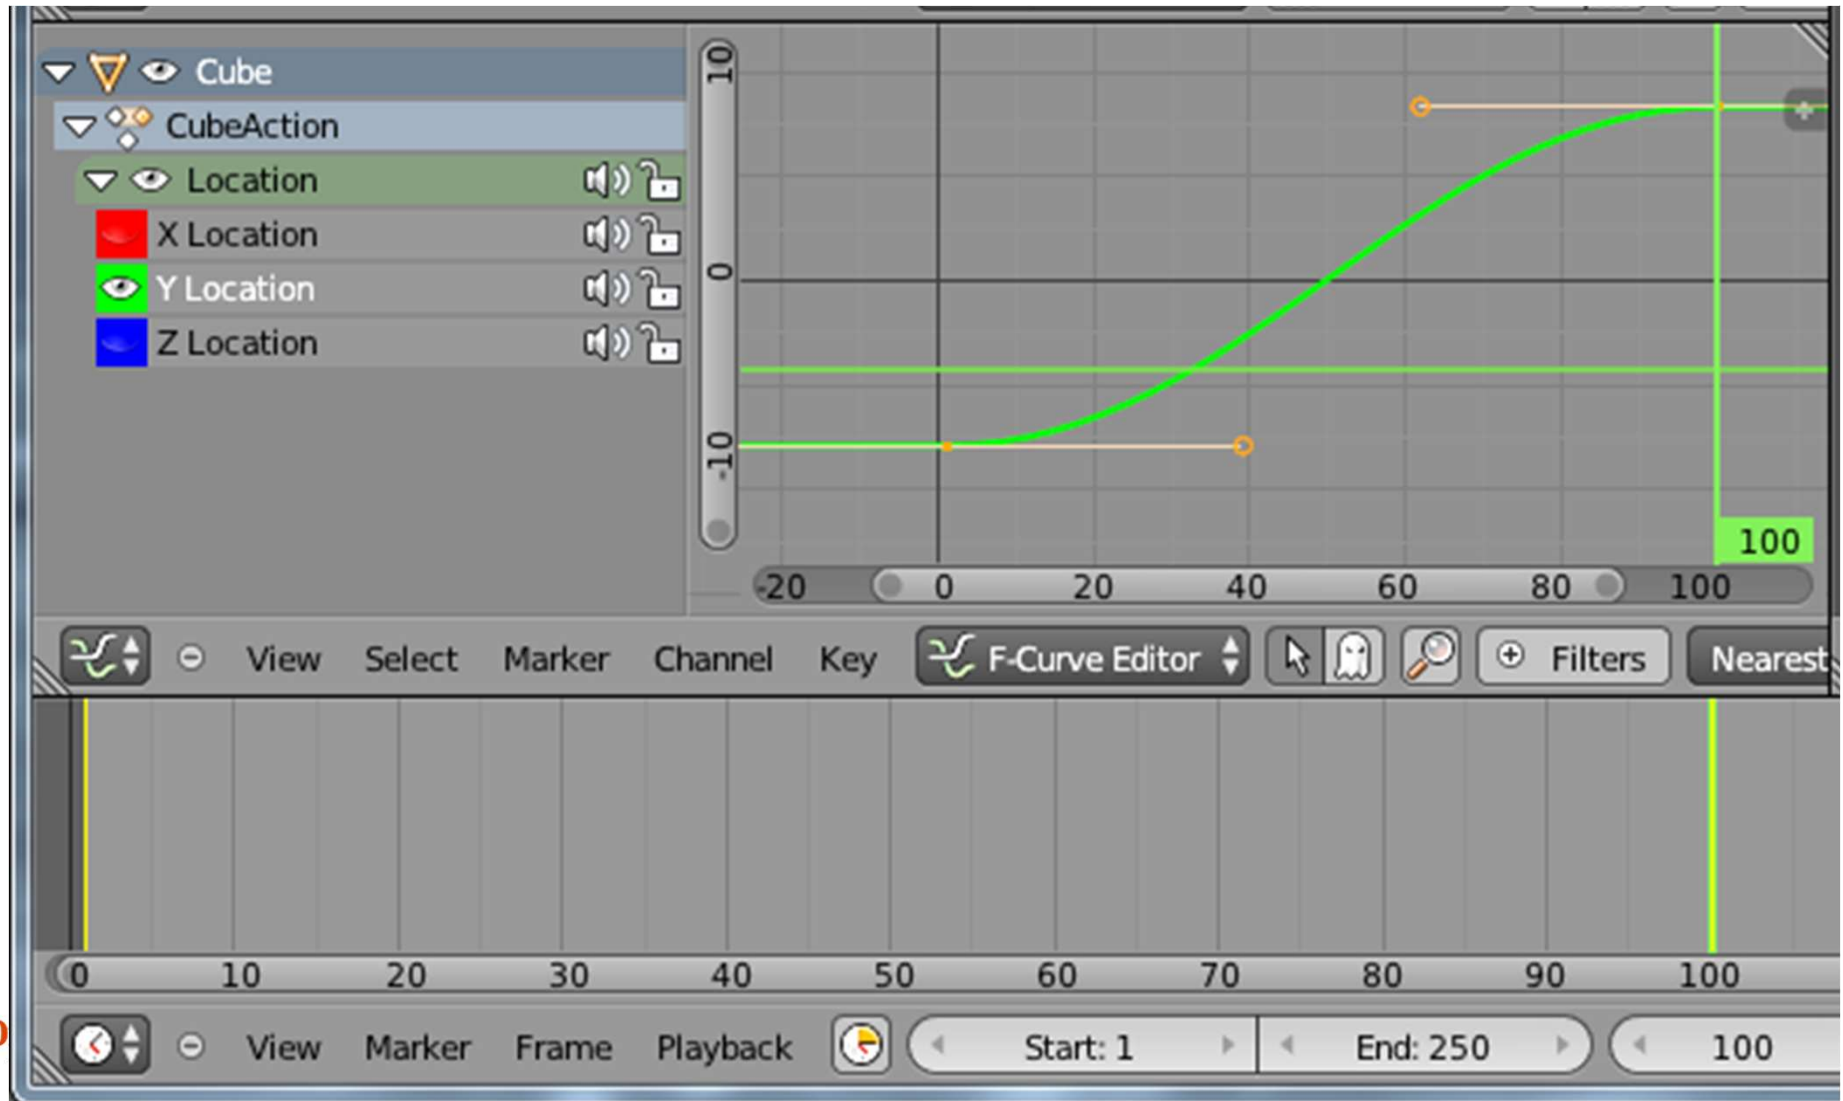 Cube
CubeAction
Location
X Location
Y Location
Z Location
10
0
-10
100
-20 0 20 40 60 80 100
View Select Marker Channel Key F-Curve Editor Filters Nearest
0 10 20 30 40 50 60 70 80 90 100
View Marker Frame Playback Start: 1 End: 250 100